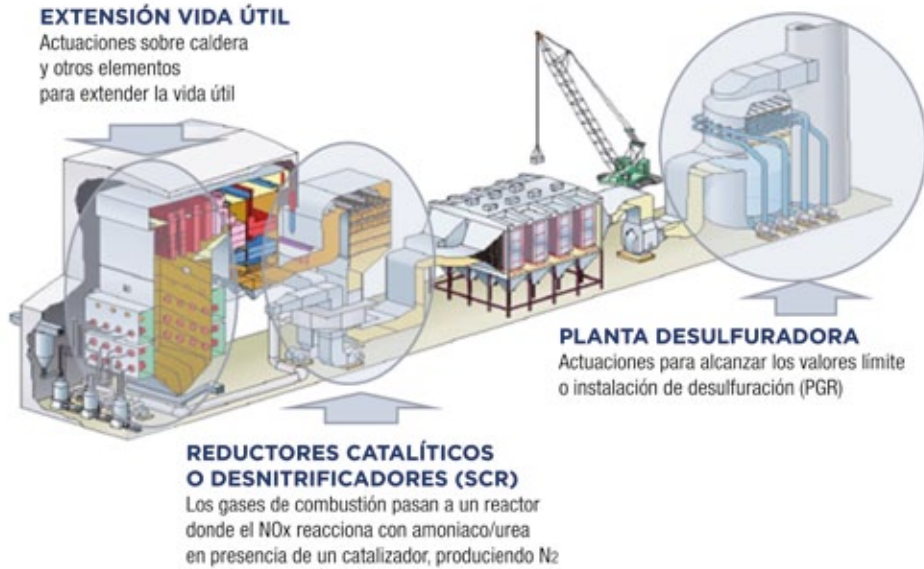 EXTENSIÓN VIDA ÚTIL
Actuaciones sobre caldera
y otros elementos
para extender la vida útil
PLANTA DESULFURADORA
Actuaciones para alcanzar los valores límite
o instalación de desulfuración (PGR)
REDUCTORES CATALÍTICOS
O DESNITRIFICADORES (SCR)
Los gases de combustión pasan a un reactor
donde el NOx reacciona con amoniaco/urea
en presencia de un catalizador, produciendo N2